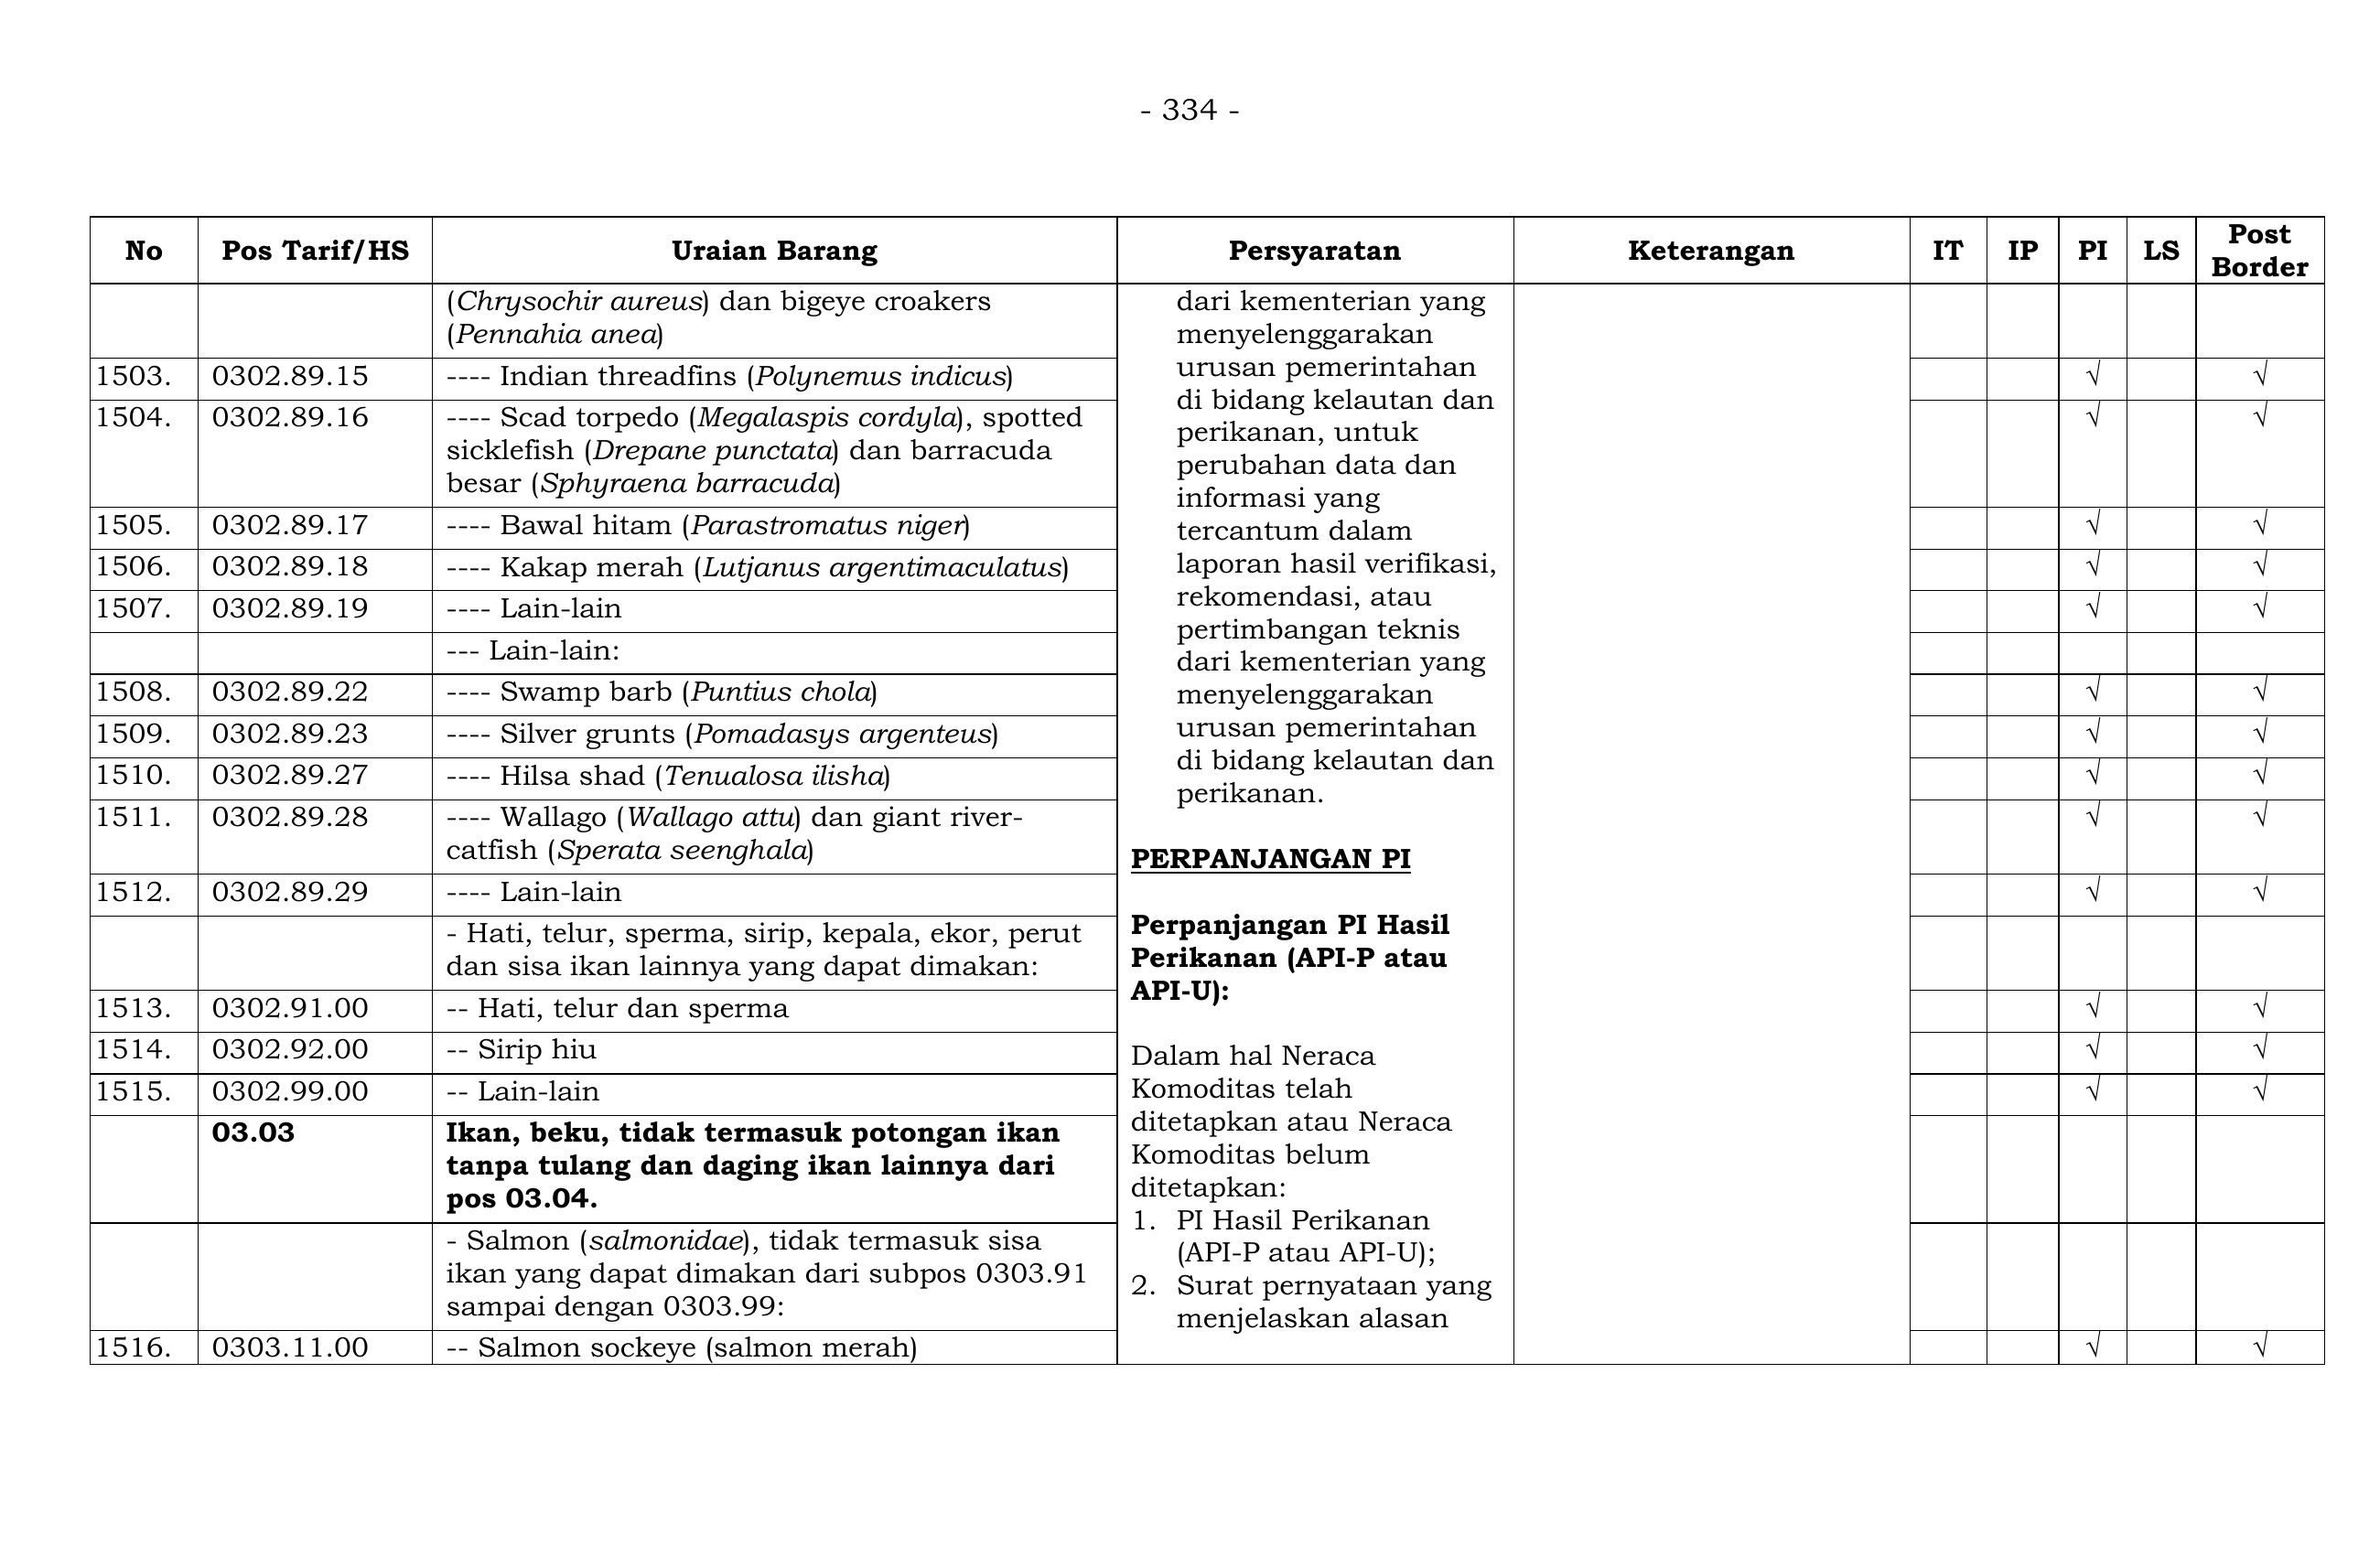 - 334 -
No Pos Tarif/HS Uraian Barang Persyaratan Keterangan IT IP PI LS Post Border
(Chrysochir aureus) dan bigeye croakers
(Pennahia anea)
1503. 0302.89.15 ---- Indian threadfins (Polynemus indicus) √ √
1504. 0302.89.16 ---- Scad torpedo (Megalaspis cordyla), spotted √ √
sicklefish (Drepane punctata) dan barracuda
besar (Sphyraena barracuda)
1505. 0302.89.17 ---- Bawal hitam (Parastromatus niger) √ √
1506. 0302.89.18 ---- Kakap merah (Lutjanus argentimaculatus) √ √
1507. 0302.89.19 ---- Lain-lain √ √
--- Lain-lain:
1508. 0302.89.22 ---- Swamp barb (Puntius chola) √ √
1509. 0302.89.23 ---- Silver grunts (Pomadasys argenteus) √ √
1510. 0302.89.27 ---- Hilsa shad (Tenualosa ilisha) √ √
1511. 0302.89.28 ---- Wallago (Wallago attu) dan giant river- √ √
catfish (Sperata seenghala)
1512. 0302.89.29 ---- Lain-lain √ √
- Hati, telur, sperma, sirip, kepala, ekor, perut
dan sisa ikan lainnya yang dapat dimakan:
1513. 0302.91.00 -- Hati, telur dan sperma √ √
1514. 0302.92.00 -- Sirip hiu √ √
1515. 0302.99.00 -- Lain-lain √ √
03.03 Ikan, beku, tidak termasuk potongan ikan
tanpa tulang dan daging ikan lainnya dari
pos 03.04.
- Salmon (salmonidae), tidak termasuk sisa
ikan yang dapat dimakan dari subpos 0303.91
sampai dengan 0303.99:
1516. 0303.11.00 -- Salmon sockeye (salmon merah) √ √
dari kementerian yang
menyelenggarakan
urusan pemerintahan
di bidang kelautan dan
perikanan, untuk
perubahan data dan
informasi yang
tercantum dalam
laporan hasil verifikasi,
rekomendasi, atau
pertimbangan teknis
dari kementerian yang
menyelenggarakan
urusan pemerintahan
di bidang kelautan dan
perikanan.
PERPANJANGAN PI
Perpanjangan PI Hasil
Perikanan (API-P atau
API-U):
Dalam hal Neraca
Komoditas telah
ditetapkan atau Neraca
Komoditas belum
ditetapkan:
1. PI Hasil Perikanan
(API-P atau API-U);
2. Surat pernyataan yang
menjelaskan alasan